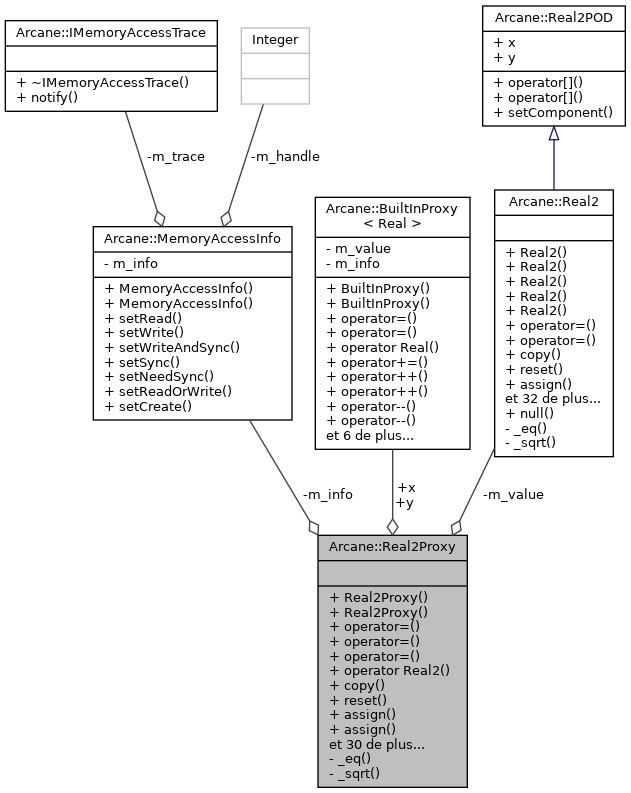 Arcane::IMemoryAccessTrace
+ ~IMemoryAccessTrace()
+ notify()
Integer
Arcane::Real2POD
+ x
+ y
+ operator[]()
+ operator[]()
+ setComponent()
-m_trace
-m_handle
Arcane::MemoryAccessInfo
- m_info
+ MemoryAccessInfo()
+ MemoryAccessInfo()
+ setRead()
+ setWrite()
+ setWriteAndSync()
+ setSync()
+ setNeedSync()
+ setReadOrWrite()
+ setCreate()
Arcane::BuiltInProxy
< Real >
- m_value
- m_info
+ BuiltInProxy()
+ BuiltInProxy()
+ operator=()
+ operator=()
+ operator Real()
+ operator+=()
+ operator++()
+ operator++()
+ operator--()
+ operator--()
et 6 de plus...
Arcane::Real2
+ Real2()
+ Real2()
+ Real2()
+ Real2()
+ Real2()
+ operator=()
+ operator=()
+ copy()
+ reset()
+ assign()
et 32 de plus...
+ null()
- _eq()
- _sqrt()
-m_info
+x
+y
-m_value
Arcane::Real2Proxy
+ Real2Proxy()
+ Real2Proxy()
+ operator=()
+ operator=()
+ operator=()
+ operator Real2()
+ copy()
+ reset()
+ assign()
+ assign()
et 30 de plus...
- _eq()
- _sqrt()